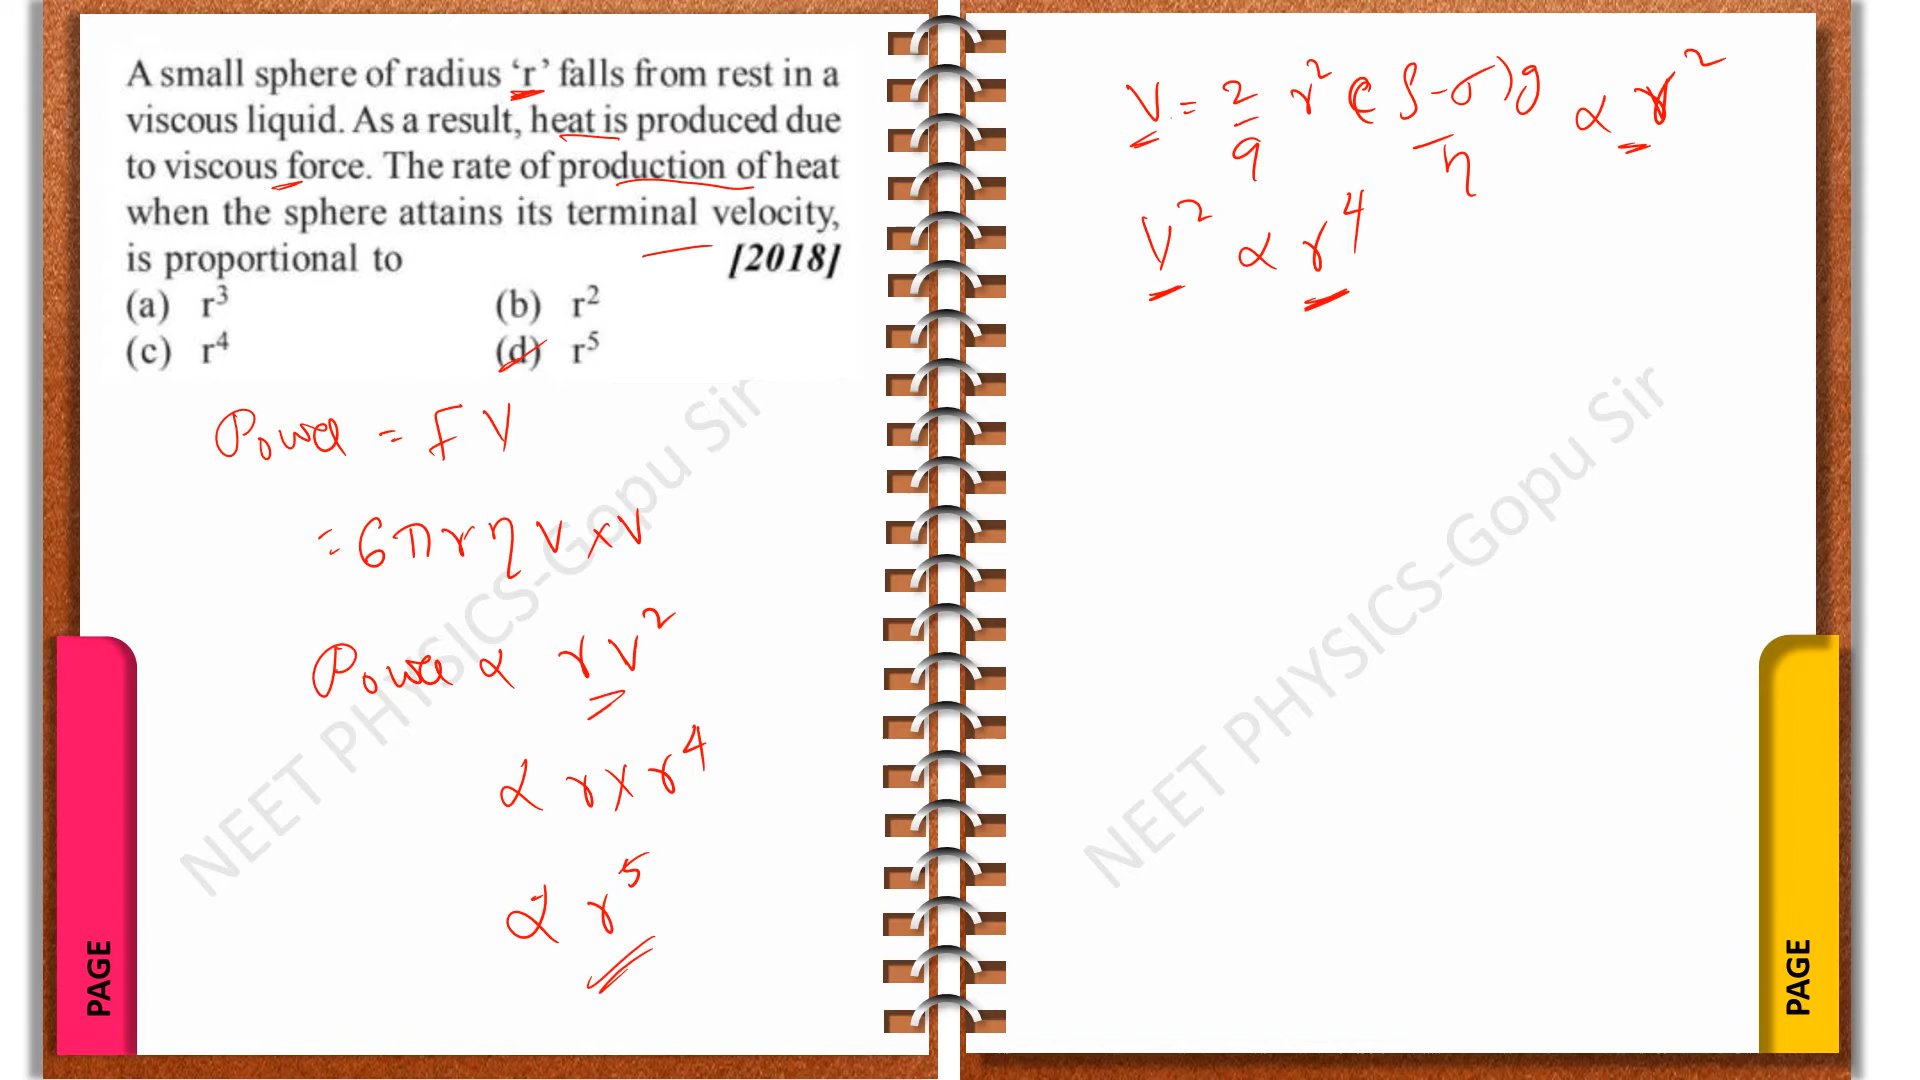 A small sphere of radius ‘r’ falls from rest in a
viscous liquid. As a result, heat is produced due
to viscous force. The rate of production of heat
when the sphere attains its terminal velocity,
is proportional to [2018]
(a) r³ (b) r²
(c) r⁴ (d) r⁵
Power = F V
= 6 π r η v × v
Power ∝ r v²
∝ r × r⁴
∝ r⁵
NEET PHYSICS-Gopu Sir
PAGE
V = 2/9 r² (ρ-σ)g/η ∝ r²
V² ∝ r⁴
NEET PHYSICS-Gopu Sir
PAGE